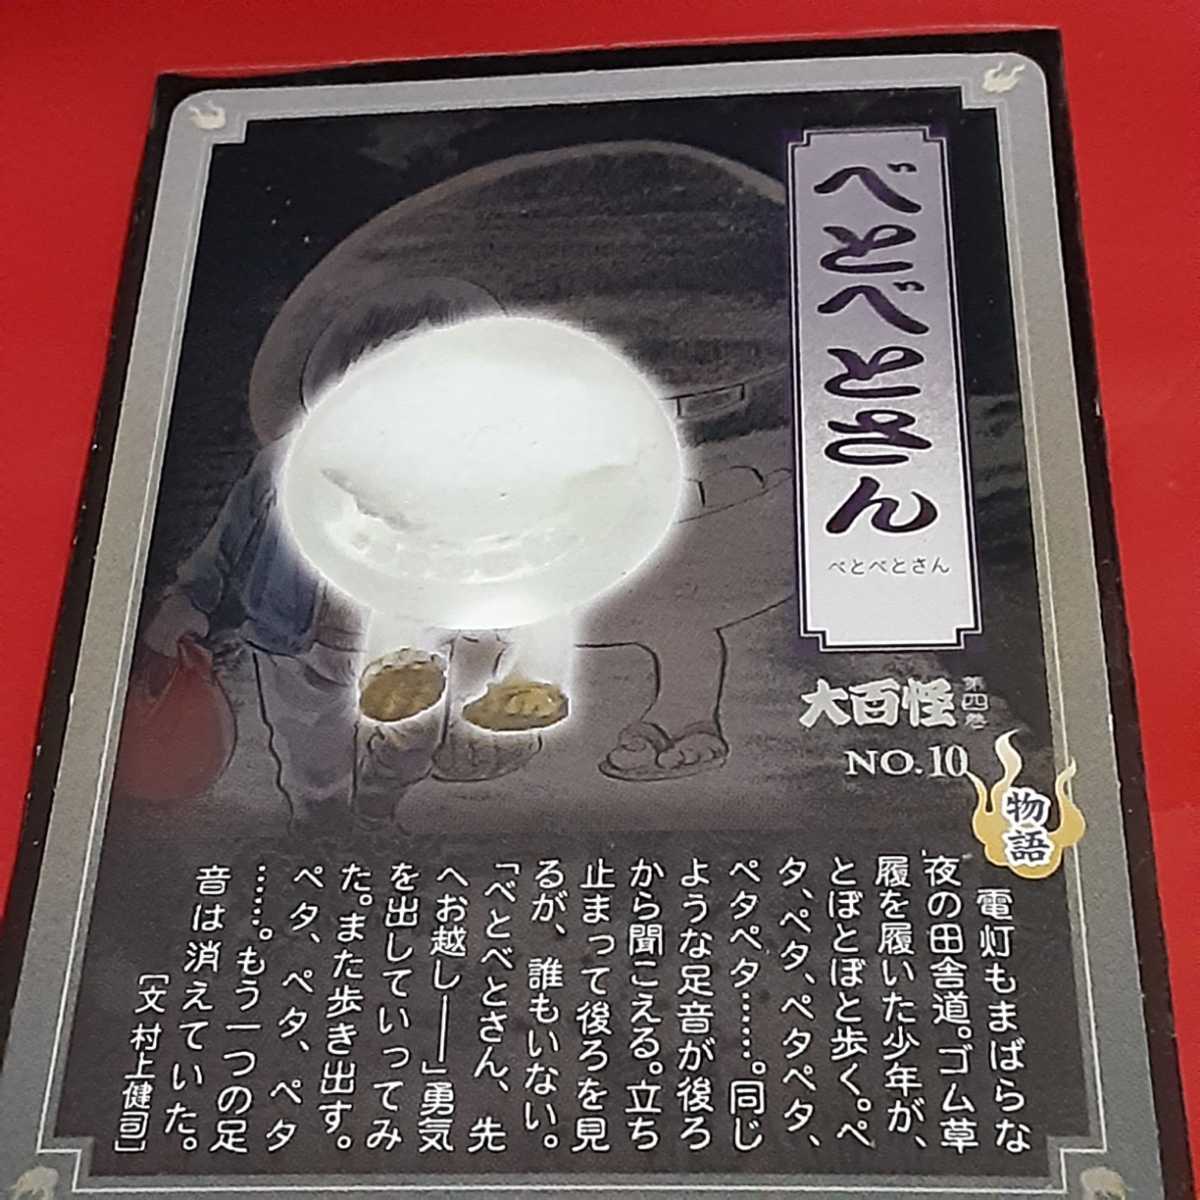 べとべとさん
べとべとさん
大百怪
第四巻
NO.10
物語
電灯もまばらな
夜の田舎道。ゴム草
履を履いた少年が、
とぼとぼと歩く。ペ
タ、ペタ、ペタペタ、
ペタペタ……。同じ
ような足音が後ろ
から聞こえる。立ち
止まって後ろを見
るが、誰もいない。
「べとべとさん、先
へお越し――」勇気
を出していってみ
た。また歩き出す。
ペタ、ペタ、ペタ
……。もう一つの足
音は消えていた。
［文 村上健司］